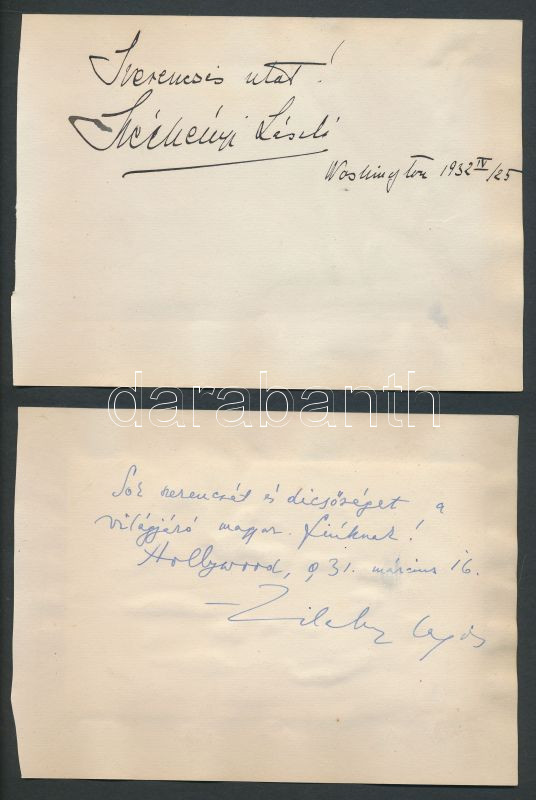 Szerencsés utat!
Széchenyi László
Washington 1932 IV/25
darabanth
Sok szerencsét és dicsőséget a
világjáró magyar fiúknak!
Hollywood, 931. március 16.
Zilahy Lajos